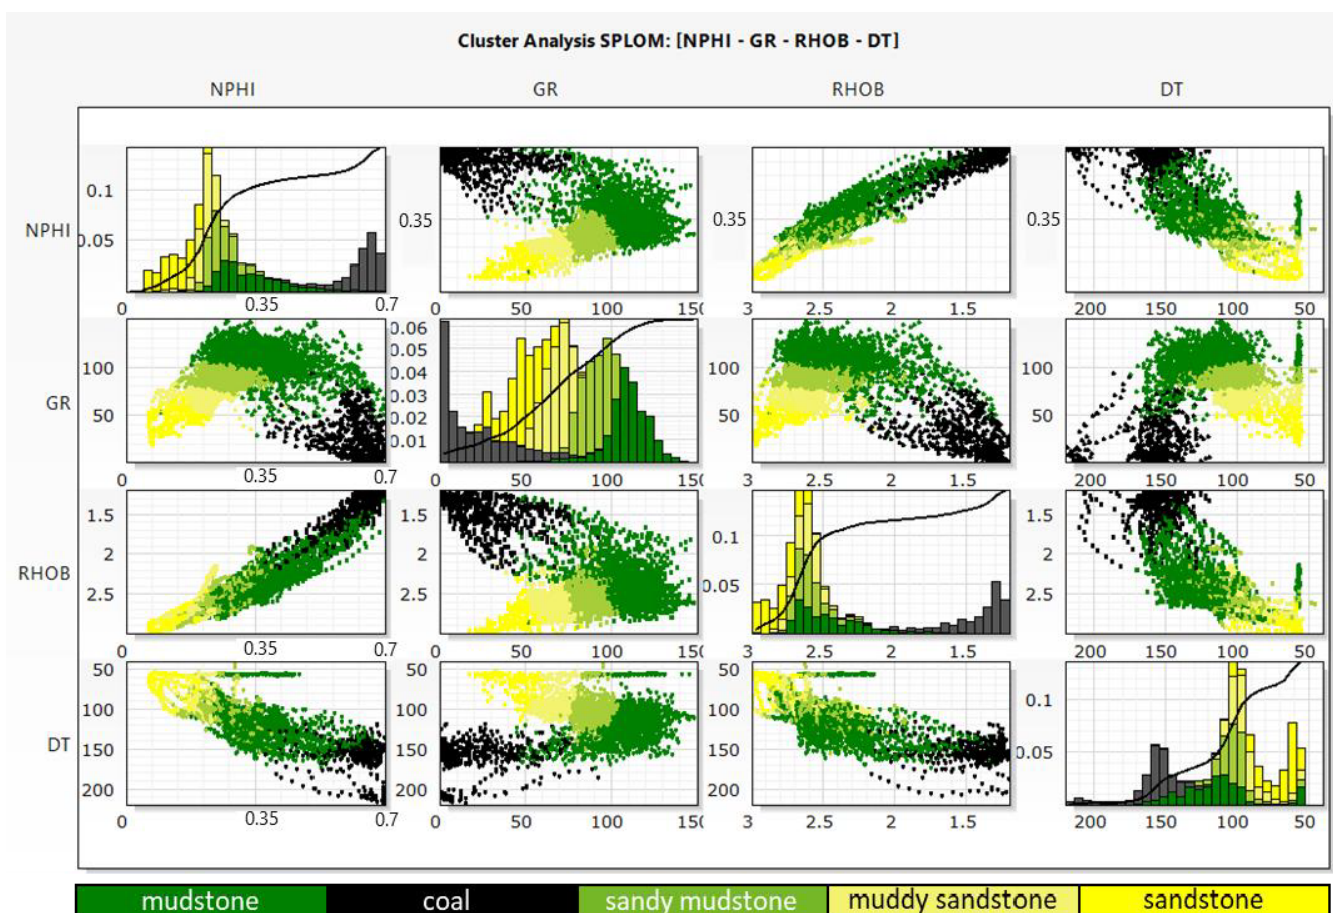 Cluster Analysis SPLOM: [NPHI - GR - RHOB - DT]
NPHI GR RHOB DT
NPHI
0.1
0.05
0 0.35 0.7
0.35
0 50 100 150
0.35
3 2.5 2 1.5
0.35
200 150 100 50
GR
100
50
0 0.35 0.7
0.06
0.05
0.04
0.03
0.02
0.01
0 50 100 150
100
50
3 2.5 2 1.5
100
50
200 150 100 50
RHOB
1.5
2
2.5
0 0.35 0.7
1.5
2
2.5
0 50 100 150
0.1
0.05
3 2.5 2 1.5
1.5
2
2.5
200 150 100 50
DT
50
100
150
200
0 0.35 0.7
50
100
150
200
0 50 100 150
50
100
150
200
3 2.5 2 1.5
0.1
0.05
200 150 100 50
mudstone coal sandy mudstone muddy sandstone sandstone